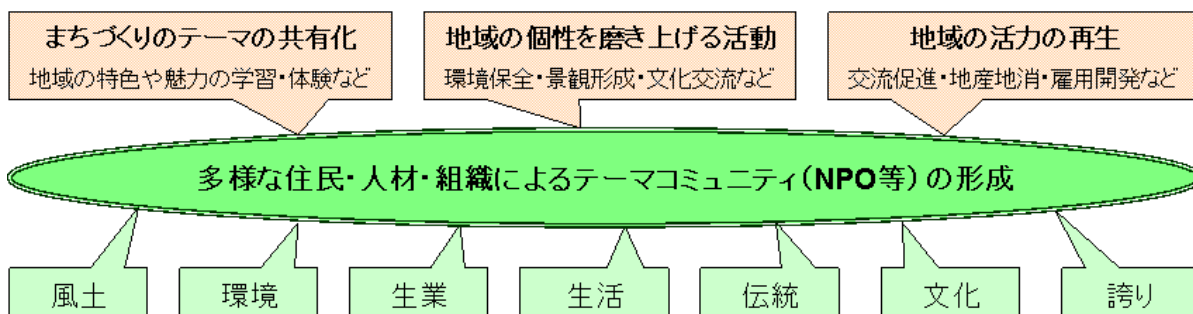 まちづくりのテーマの共有化
地域の特色や魅力の学習・体験など
地域の個性を磨き上げる活動
環境保全・景観形成・文化交流など
地域の活力の再生
交流促進・地産地消・雇用開発など
多様な住民・人材・組織によるテーマコミュニティ(NPO等)の形成
風土
環境
生業
生活
伝統
文化
誇り